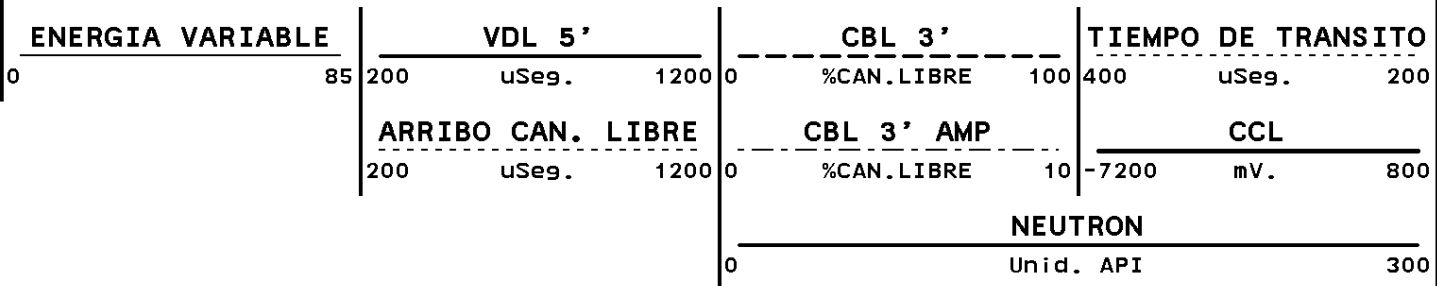 ENERGIA VARIABLE VDL 5' CBL 3' TIEMPO DE TRANSITO
0 85 200 uSeg. 1200 0 %CAN.LIBRE 100 400 uSeg. 200
ARRIBO CAN. LIBRE CBL 3' AMP CCL
200 uSeg. 1200 0 %CAN.LIBRE 10 -7200 mV. 800
NEUTRON
0 Unid. API 300